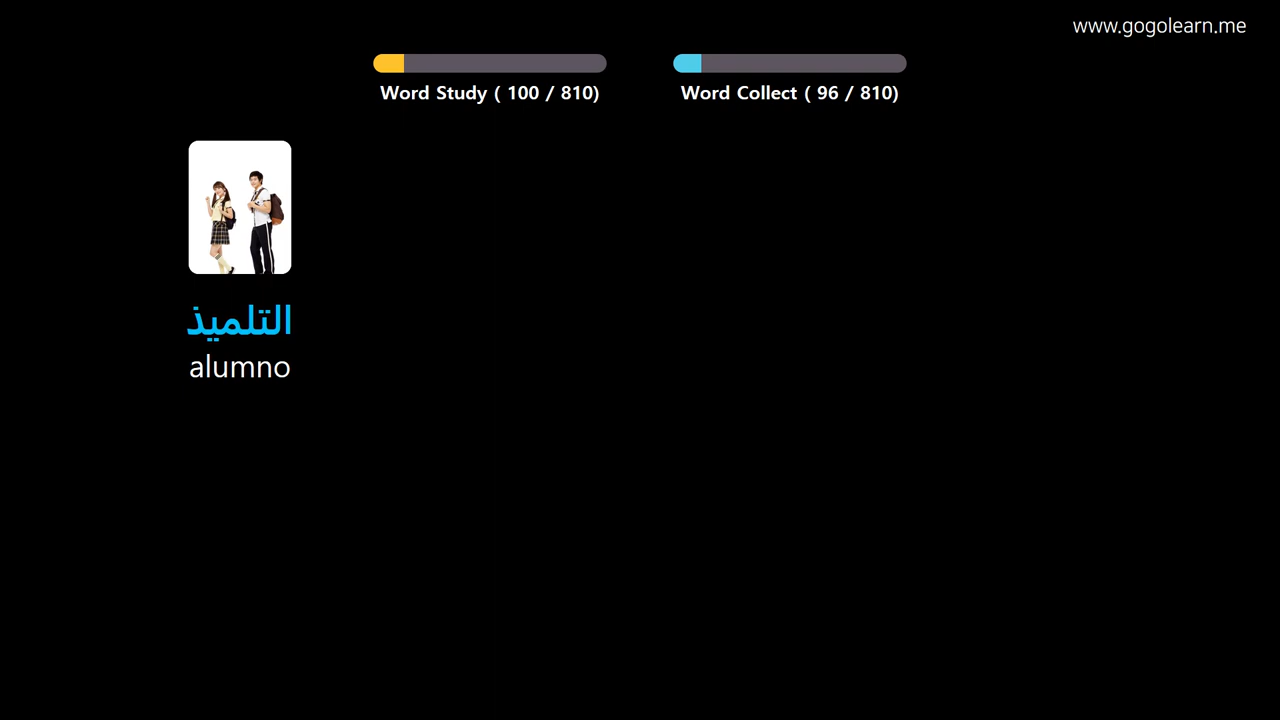 www.gogolearn.me
Word Study ( 100 / 810)
Word Collect ( 96 / 810)
التلميذ
alumno